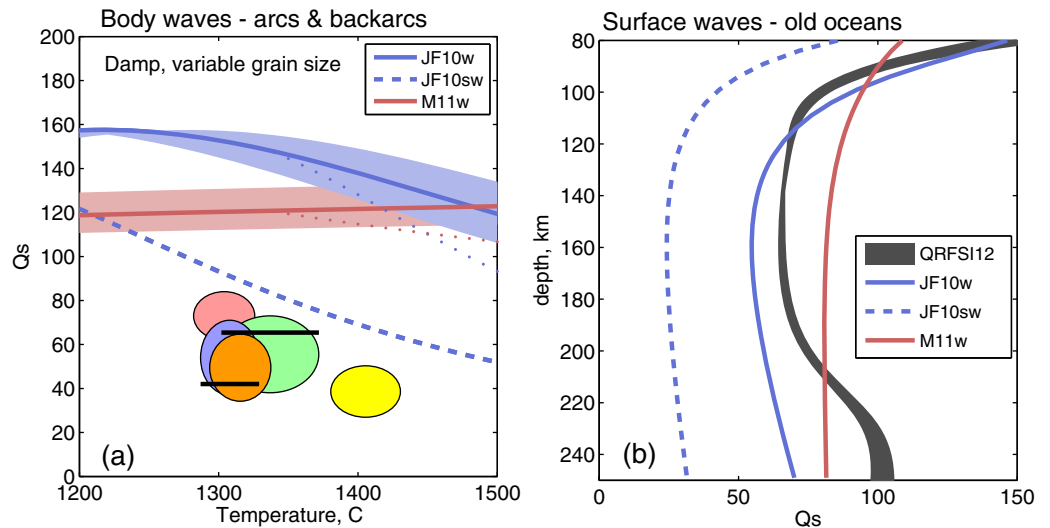 Body waves - arcs & backarcs
200
180
160
140
120
100
80
60
40
20
0
Qs
Damp, variable grain size
JF10w
JF10sw
M11w
(a)
1200
1300
1400
1500
Temperature, C
Surface waves - old oceans
80
100
120
140
160
180
200
220
240
depth, km
QRFSI12
JF10w
JF10sw
M11w
(b)
0
50
100
150
Qs